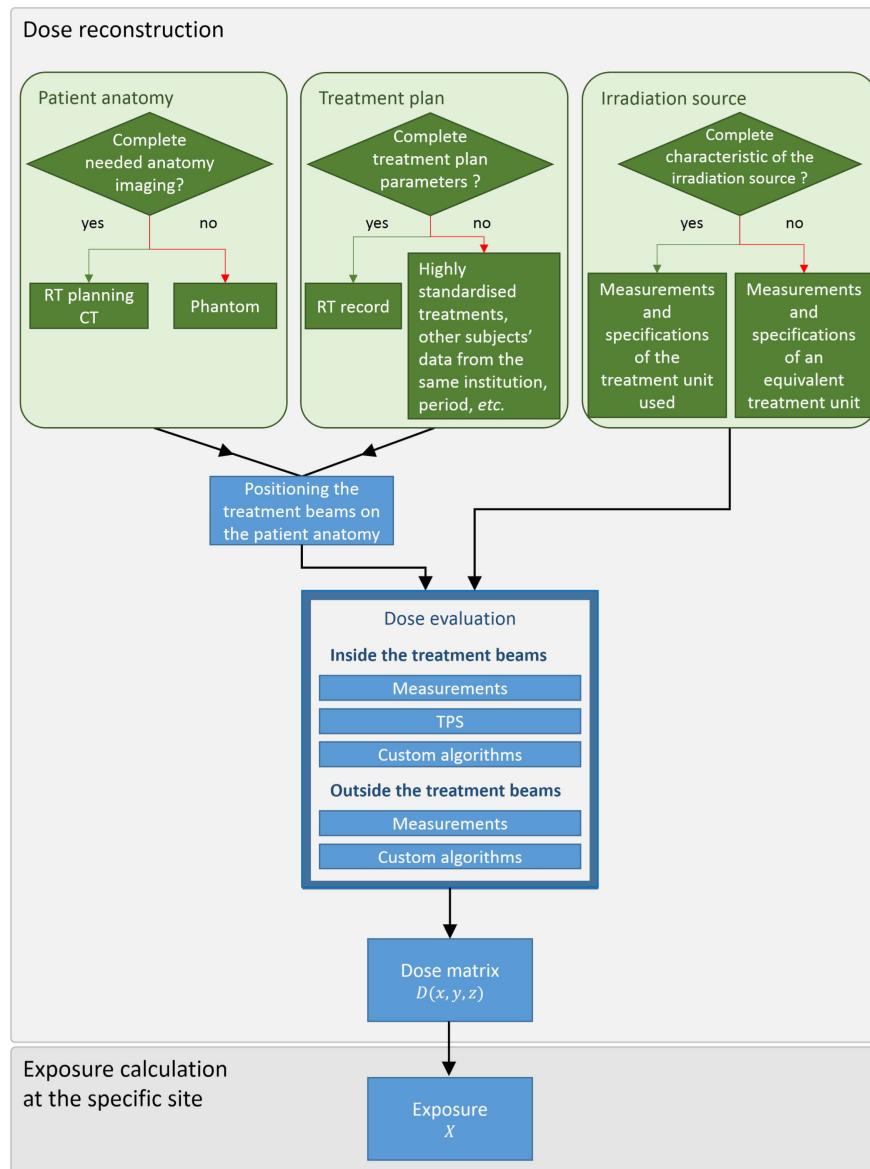 Dose reconstruction
Patient anatomy
Complete
needed anatomy
imaging?
yes
no
RT planning
CT
Phantom
Treatment plan
Complete
treatment plan
parameters ?
yes
no
RT record
Highly
standardised
treatments,
other subjects'
data from the
same institution,
period, etc.
Irradiation source
Complete
characteristic of the
irradiation source ?
yes
no
Measurements
and
specifications
of the
treatment unit
used
Measurements
and
specifications
of an
equivalent
treatment unit
Positioning the
treatment beams on
the patient anatomy
Dose evaluation
Inside the treatment beams
Measurements
TPS
Custom algorithms
Outside the treatment beams
Measurements
Custom algorithms
Dose matrix
D(x, y, z)
Exposure calculation
at the specific site
Exposure
X